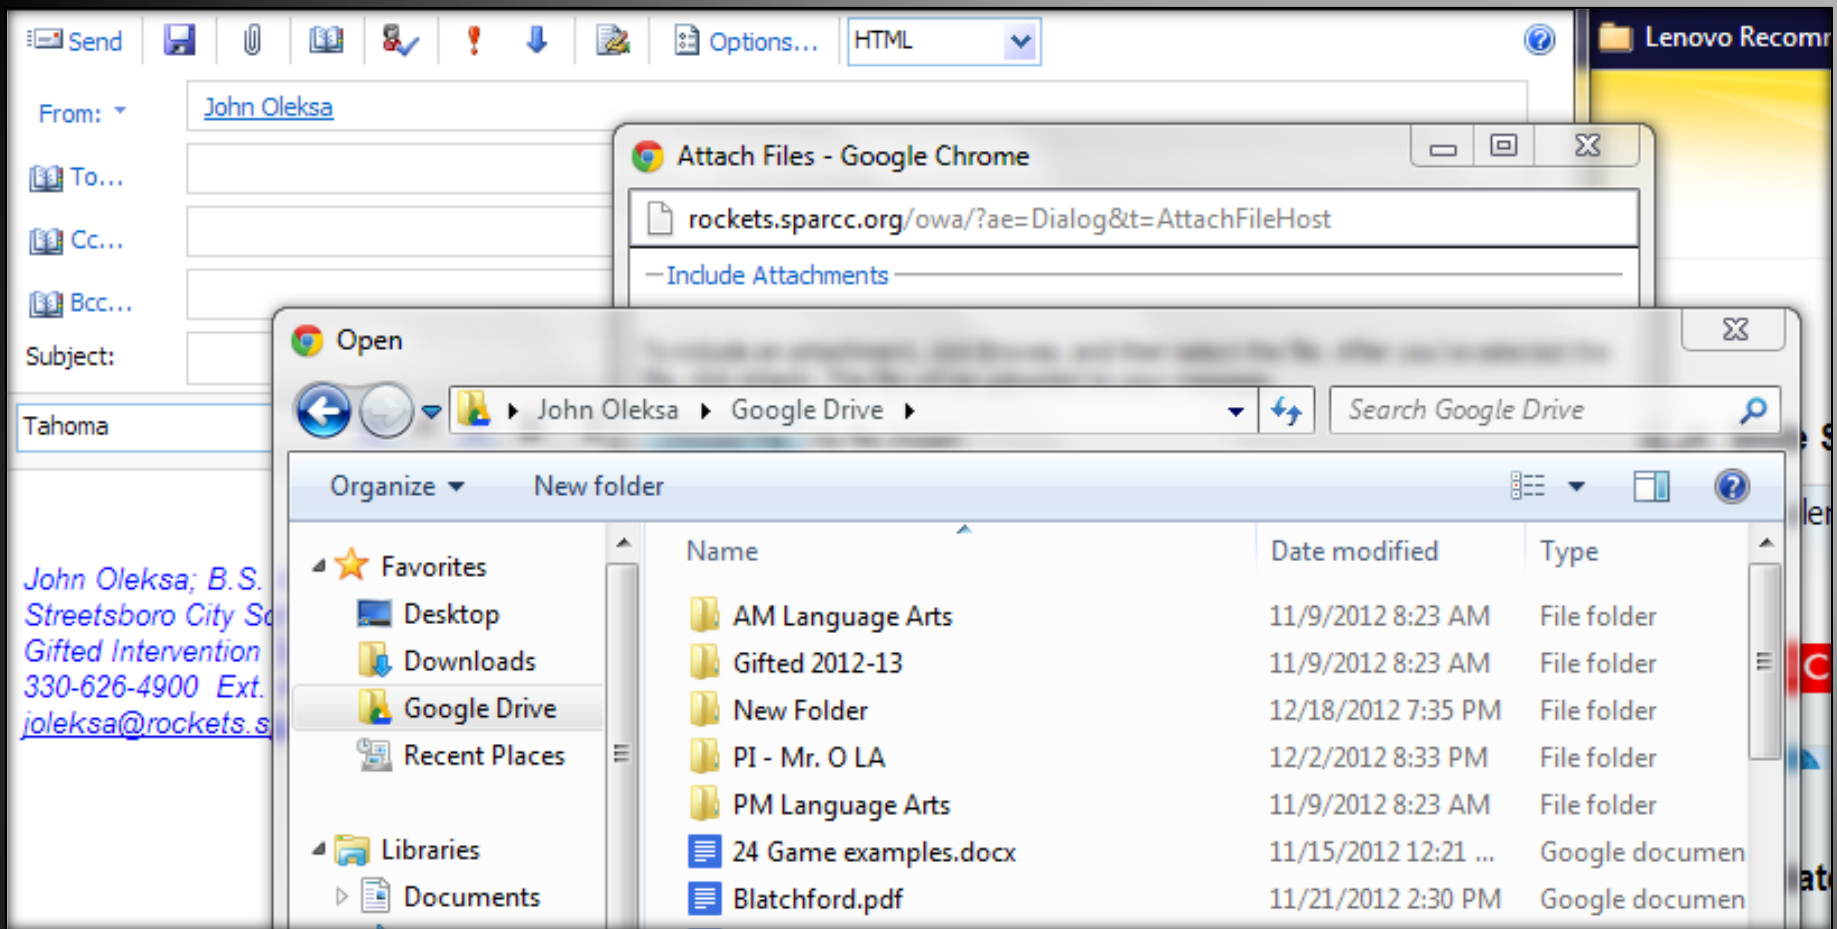 Send Options... HTML
Lenovo Recomm
From: John Oleksa
To...
Cc...
Bcc...
Subject:
Tahoma
John Oleksa; B.S.
Streetsboro City Sc
Gifted Intervention
330-626-4900 Ext.
joleksa@rockets.s
Attach Files - Google Chrome
rockets.sparcc.org/owa/?ae=Dialog&t=AttachFileHost
Include Attachments
Open
John Oleksa Google Drive
Search Google Drive
Organize New folder
Favorites
Desktop
Downloads
Google Drive
Recent Places
Libraries
Documents
Name Date modified Type
AM Language Arts 11/9/2012 8:23 AM File folder
Gifted 2012-13 11/9/2012 8:23 AM File folder
New Folder 12/18/2012 7:35 PM File folder
PI - Mr. O LA 12/2/2012 8:33 PM File folder
PM Language Arts 11/9/2012 8:23 AM File folder
24 Game examples.docx 11/15/2012 12:21 ... Google documen
Blatchford.pdf 11/21/2012 2:30 PM Google documen